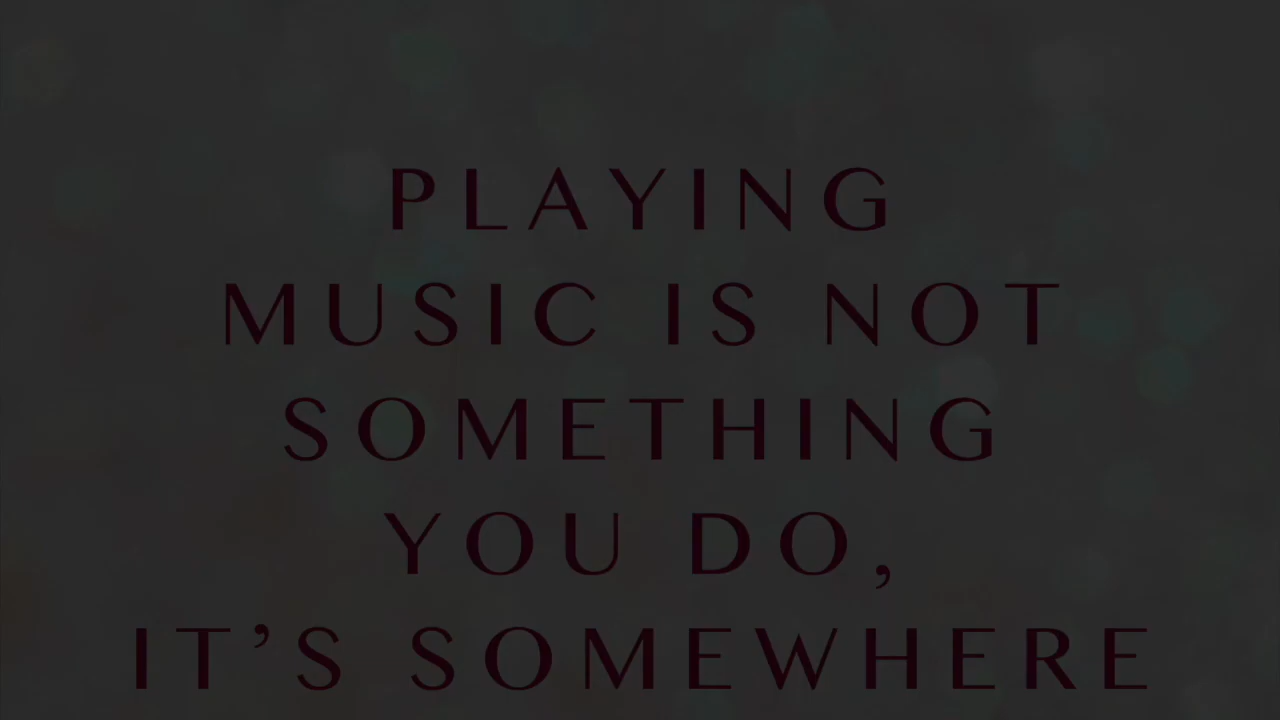 PLAYING
MUSIC IS NOT
SOMETHING
YOU DO,
IT’S SOMEWHERE